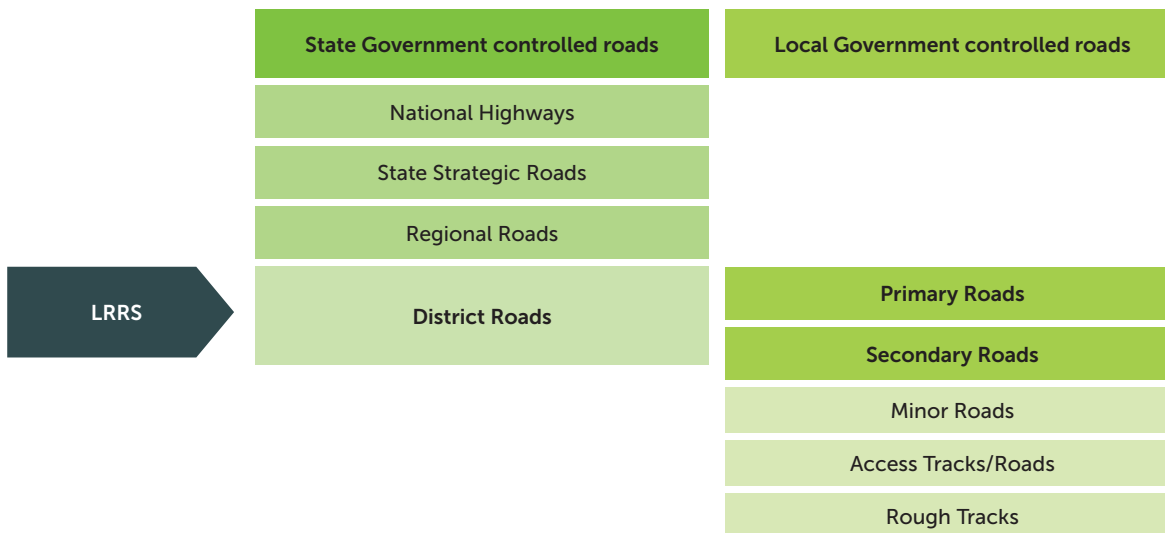 State Government controlled roads
Local Government controlled roads
National Highways
State Strategic Roads
Regional Roads
LRRS
District Roads
Primary Roads
Secondary Roads
Minor Roads
Access Tracks/Roads
Rough Tracks